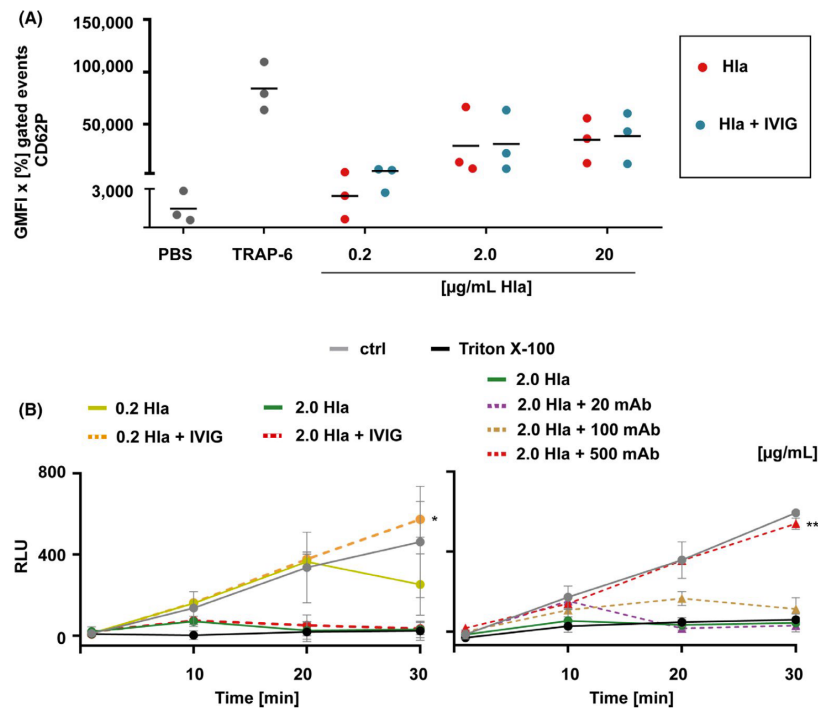 (A)
150,000
100,000
50,000
3,000
GMFI x [%] gated events
CD62P
PBS
TRAP-6
0.2
2.0
20
[µg/mL Hla]
Hla
Hla + IVIG
ctrl
Triton X-100
(B)
0.2 Hla
2.0 Hla
0.2 Hla + IVIG
2.0 Hla + IVIG
2.0 Hla
2.0 Hla + 20 mAb
2.0 Hla + 100 mAb
2.0 Hla + 500 mAb
[µg/mL]
800
400
0
RLU
*
10
20
30
Time [min]
**
10
20
30
Time [min]